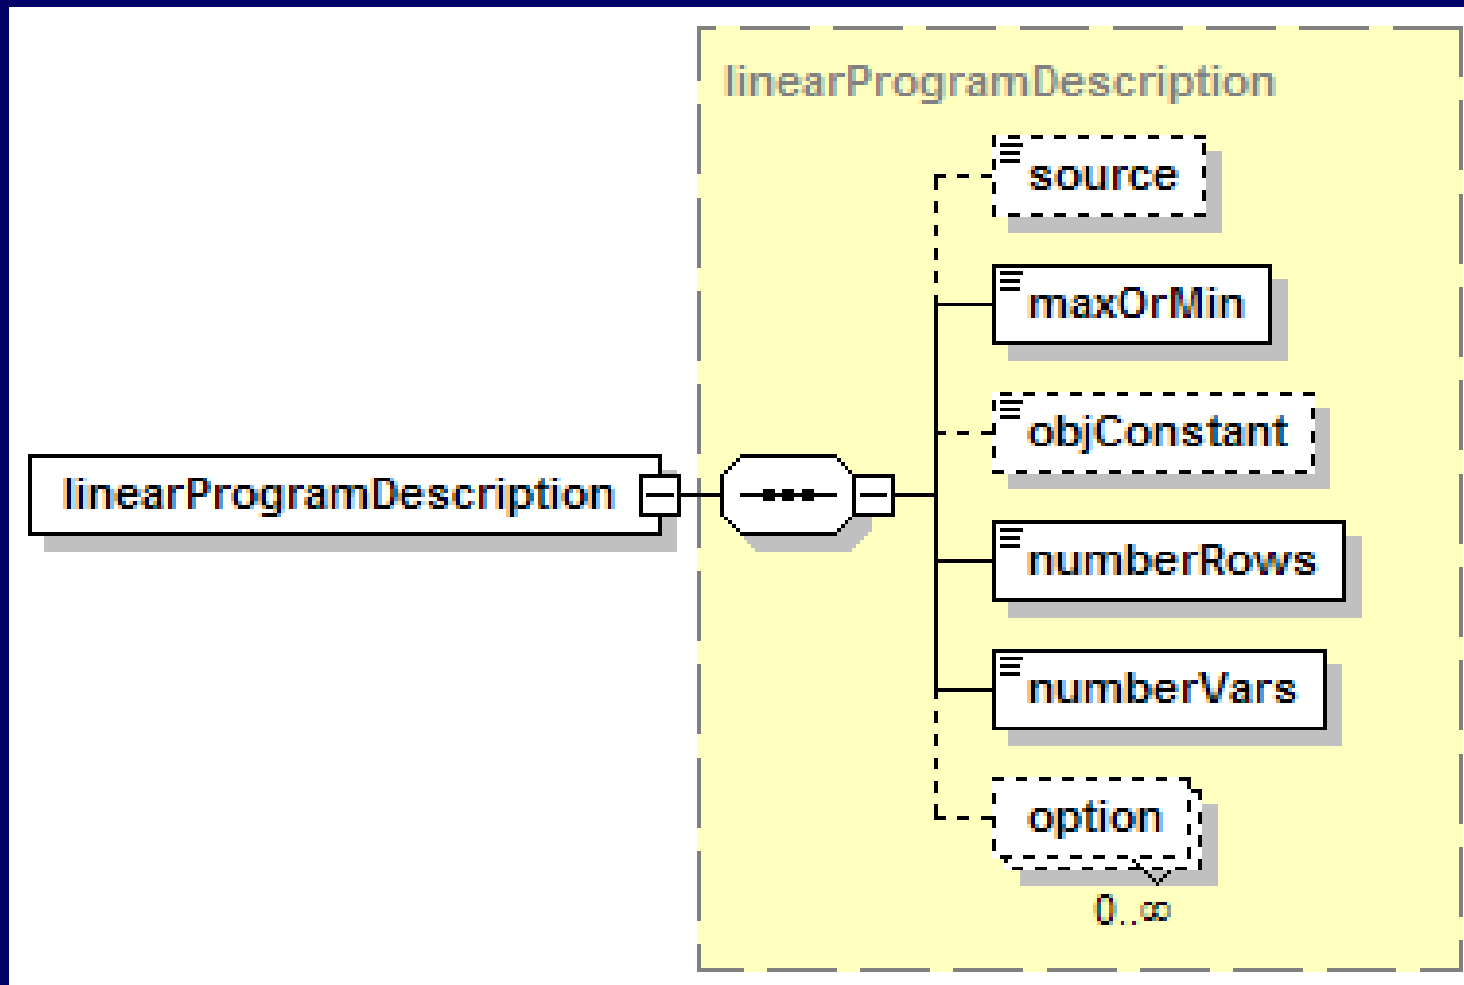 linearProgramDescription
source
maxOrMin
objConstant
linearProgramDescription
numberRows
numberVars
option
0..∞